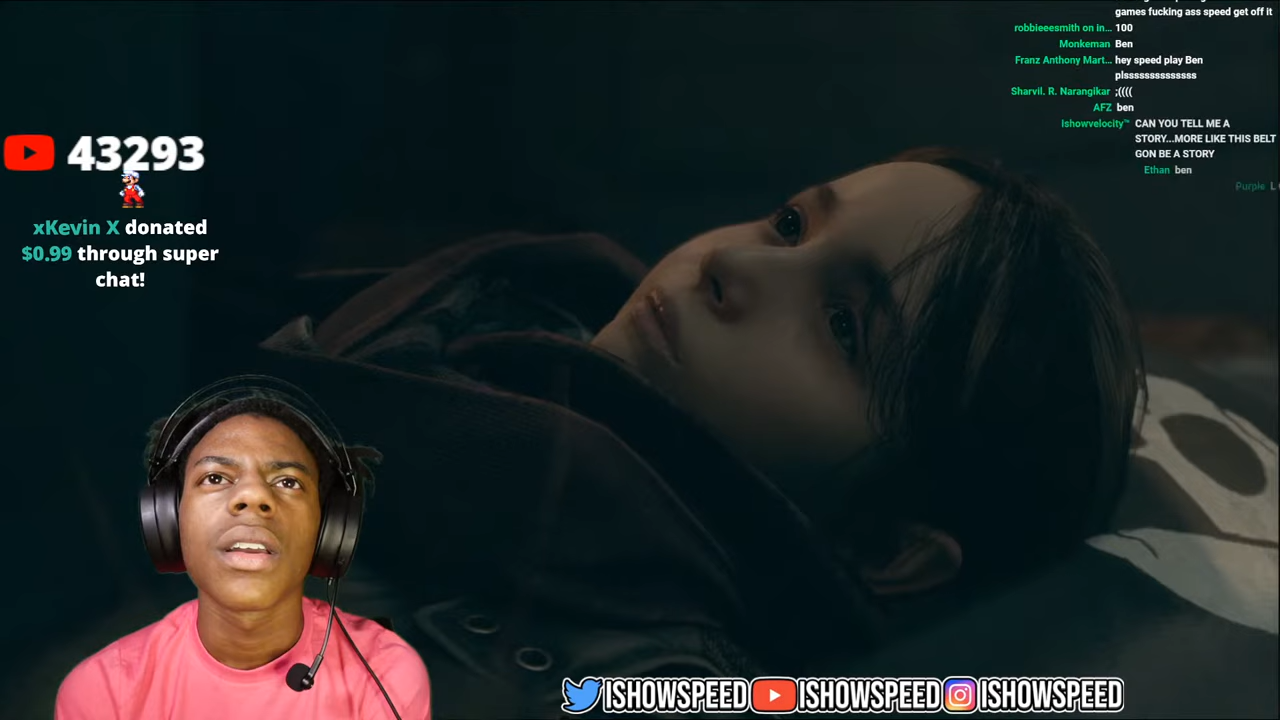 games fucking ass speed get off it
robbieeesmith on in... 100
Monkeman Ben
Franz Anthony Mart... hey speed play Ben
plsssssssssssss
Sharvil. R. Narangikar ;((((
AFZ ben
Ishowvelocity™ CAN YOU TELL ME A
STORY...MORE LIKE THIS BELT
GON BE A STORY
Ethan ben
Purple L
43293
xKevin X donated
$0.99 through super
chat!
ISHOWSPEED ISHOWSPEED ISHOWSPEED